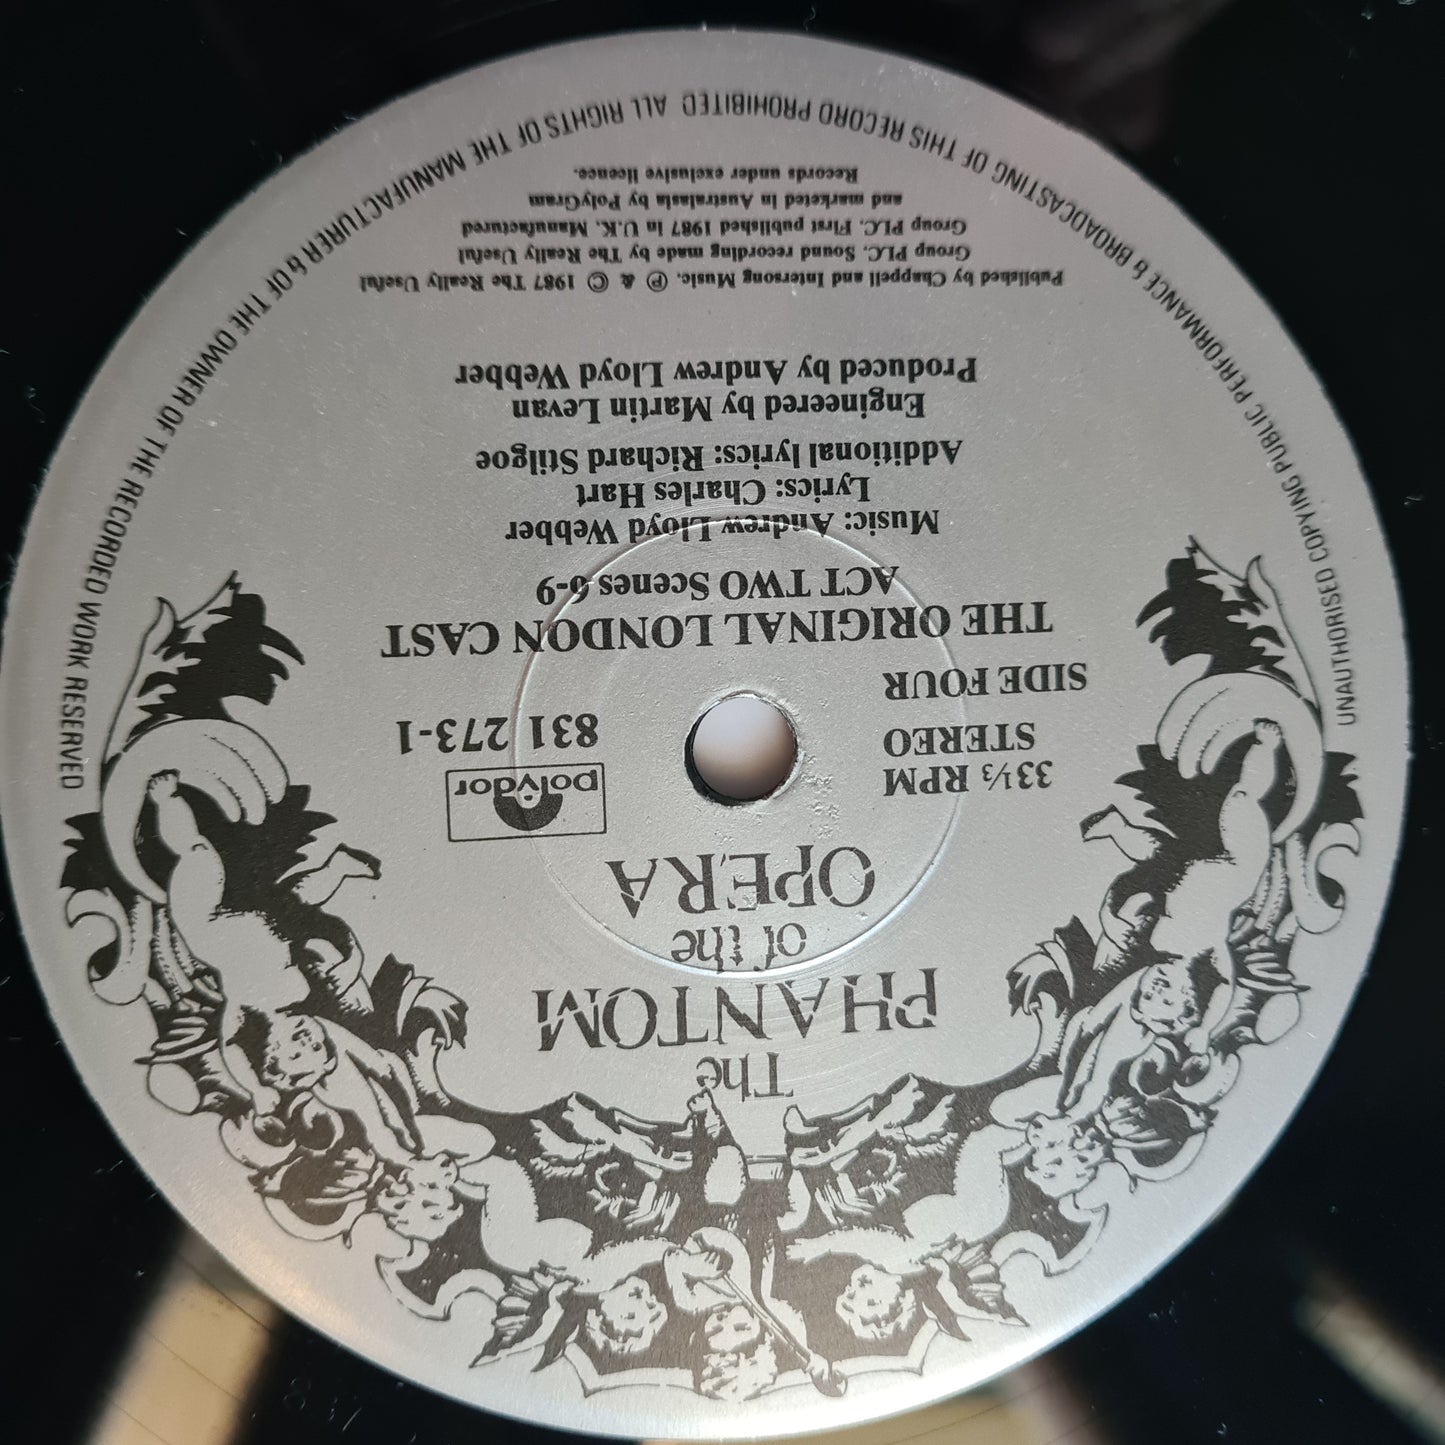 The
PHANTOM
of the
OPERA
33⅓ RPM
STEREO
SIDE FOUR
polydor
831 273-1
THE ORIGINAL LONDON CAST
ACT TWO Scenes 6-9
Music: Andrew Lloyd Webber
Lyrics: Charles Hart
Additional lyrics: Richard Stilgoe
Engineered by Martin Levan
Produced by Andrew Lloyd Webber
Published by Chappell and Intersong Music. ℗ & © 1987 The Really Useful
Group PLC. Sound recording made by The Really Useful
Group PLC. First published 1987 in U.K. Manufactured
and marketed in Australasia by PolyGram
Records under exclusive licence.
UNAUTHORISED COPYING PUBLIC PERFORMANCE & BROADCASTING OF THIS RECORD PROHIBITED ALL RIGHTS OF THE MANUFACTURER & OF THE OWNER OF THE RECORDED WORK RESERVED